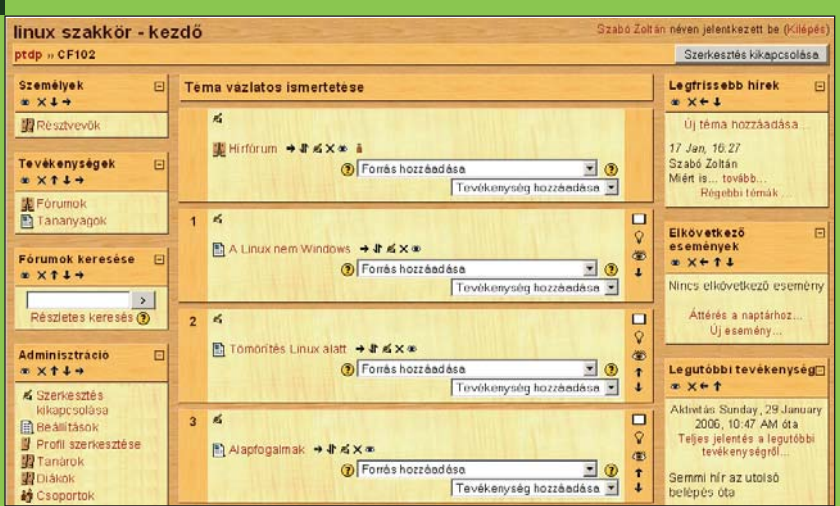 linux szakkör - kezdő
Szabó Zoltán néven jelentkezett be (Kilépés)
ptdp » CF102
Szerkesztés kikapcsolása
Személyek
Résztvevők
Tevékenységek
Fórumok
Tananyagok
Fórumok keresése
>
Részletes keresés
Adminisztráció
Szerkesztés
kikapcsolása
Beállítások
Profil szerkesztése
Tanárok
Diákok
Csoportok
Téma vázlatos ismertetése
Hírfórum
Forrás hozzáadása
Tevékenység hozzáadása
1
A Linux nem Windows
Forrás hozzáadása
Tevékenység hozzáadása
2
Tömörítés Linux alatt
Forrás hozzáadása
Tevékenység hozzáadása
3
Alapfogalmak
Forrás hozzáadása
Tevékenység hozzáadása
Legfrissebb hírek
Új téma hozzáadása...
17 Jan, 16:27
Szabó Zoltán
Miért is... tovább...
Régebbi témák ...
Elkövetkező
események
Nincs elkövetkező esemény
Áttérés a naptárhoz...
Új esemény...
Legutóbbi tevékenység
Aktivitás Sunday, 29 January
2006, 10:47 AM óta
Teljes jelentés a legutóbbi
tevékenységről...
Semmi hír az utolsó
belépés óta